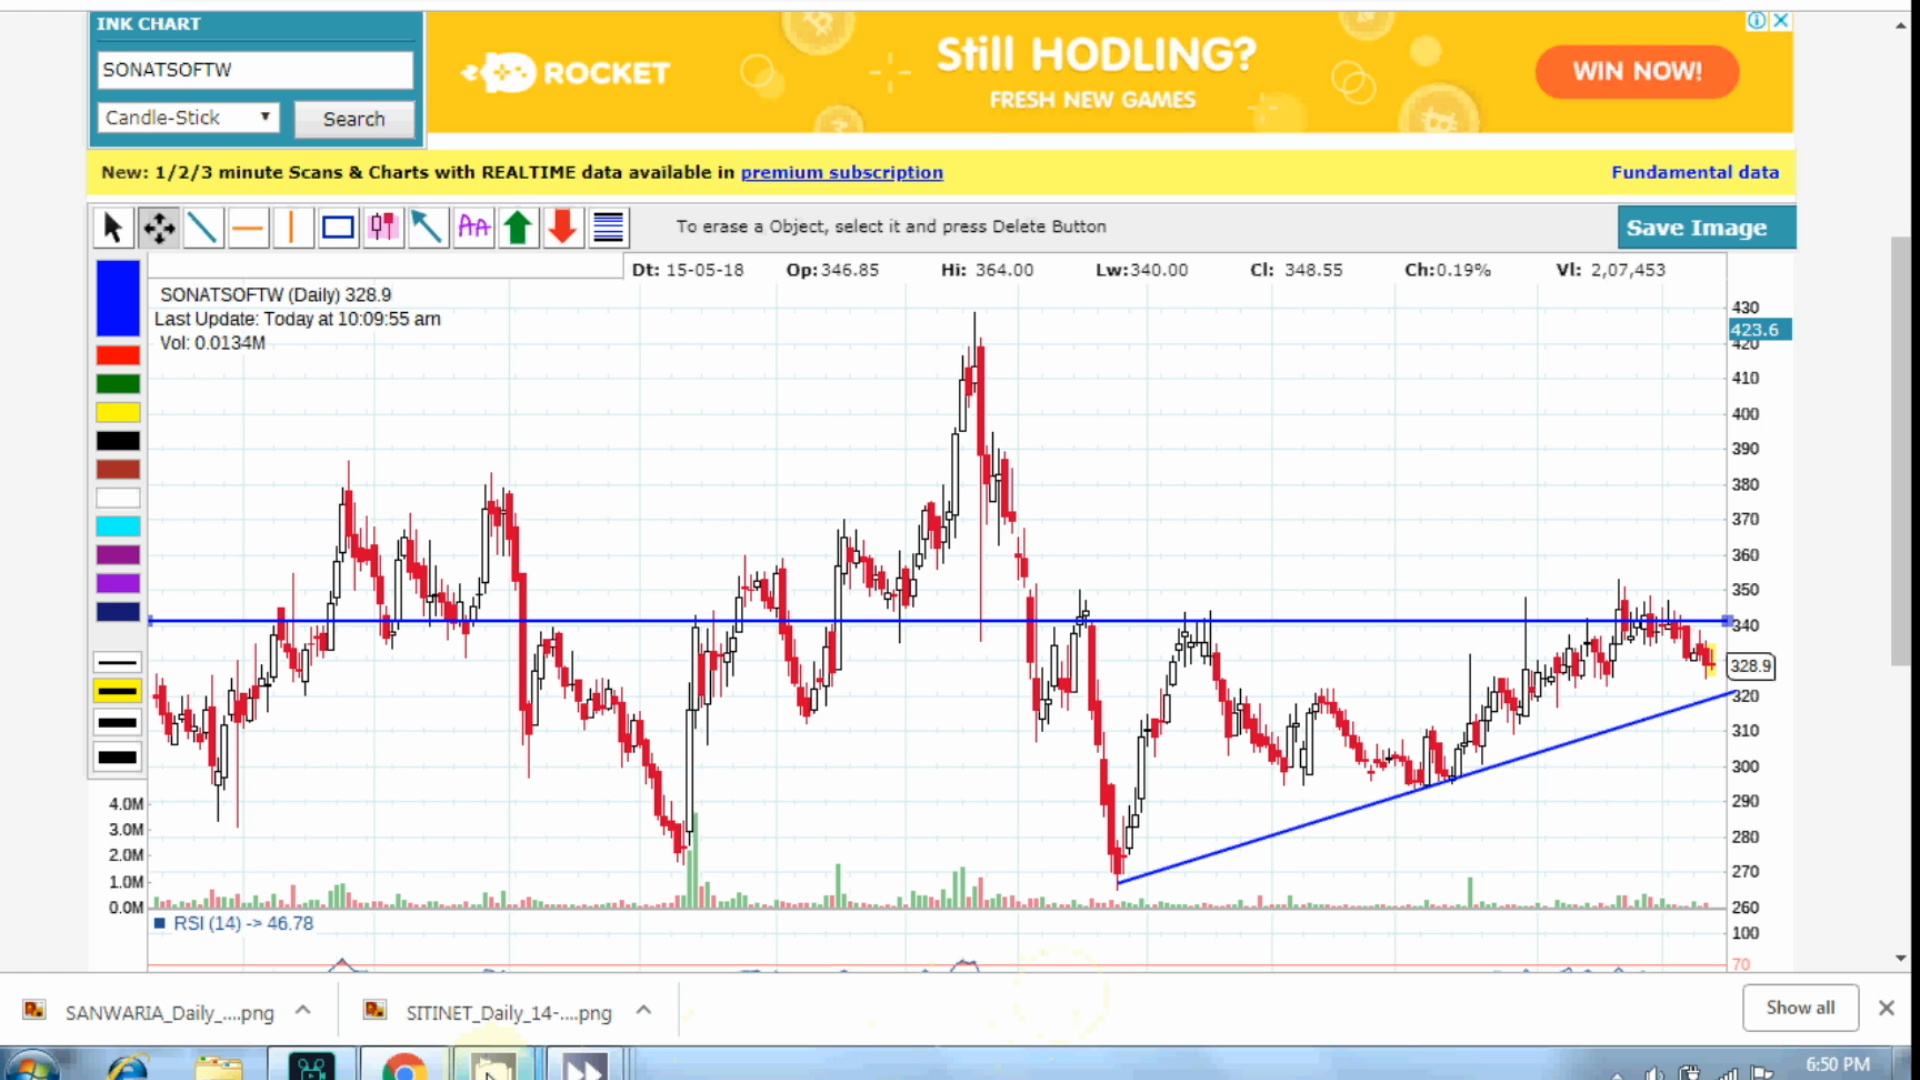 INK CHART
SONATSOFTW
Candle-Stick
Search
ROCKET
Still HODLING?
FRESH NEW GAMES
WIN NOW!
New: 1/2/3 minute Scans & Charts with REALTIME data available in premium subscription
Fundamental data
AA
To erase a Object, select it and press Delete Button
Save Image
Dt: 15-05-18 Op:346.85 Hi: 364.00 Lw:340.00 Cl: 348.55 Ch:0.19% Vl: 2,07,453
SONATSOFTW (Daily) 328.9
Last Update: Today at 10:09:55 am
Vol: 0.0134M
430
423.6
420
410
400
390
380
370
360
350
340
328.9
320
310
300
290
280
270
260
4.0M
3.0M
2.0M
1.0M
0.0M
RSI (14) -> 46.78
100
70
SANWARIA_Daily_....png
SITINET_Daily_14-....png
Show all
6:50 PM